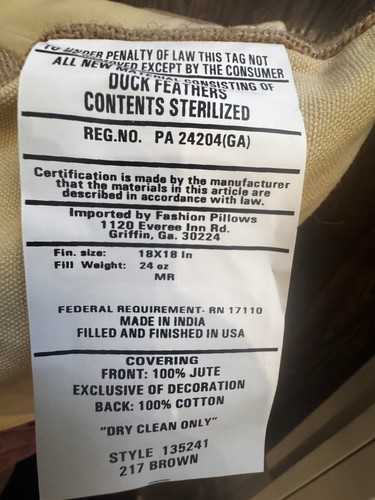 TO UNDER PENALTY OF LAW THIS TAG NOT
ALL NEW MATERIAL CONSISTING OF
REMOVED EXCEPT BY THE CONSUMER
DUCK FEATHERS
CONTENTS STERILIZED
REG.NO. PA 24204(GA)
Certification is made by the manufacturer
that the materials in this article are
described in accordance with law.
Imported by Fashion Pillows
1120 Everee Inn Rd.
Griffin, Ga. 30224
Fin. size: 18X18 In
Fill Weight: 24 oz
MR
FEDERAL REQUIREMENT- RN 17110
MADE IN INDIA
FILLED AND FINISHED IN USA
COVERING
FRONT: 100% JUTE
EXCLUSIVE OF DECORATION
BACK: 100% COTTON
"DRY CLEAN ONLY"
STYLE 135241
217 BROWN